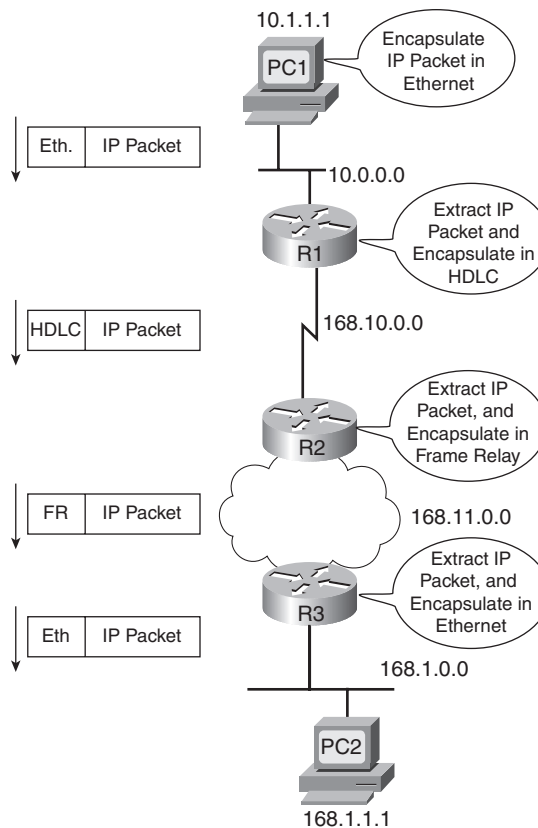 10.1.1.1
PC1
Encapsulate
IP Packet in
Ethernet
Eth.
IP Packet
10.0.0.0
R1
Extract IP
Packet and
Encapsulate in
HDLC
HDLC
IP Packet
168.10.0.0
R2
Extract IP
Packet, and
Encapsulate in
Frame Relay
FR
IP Packet
168.11.0.0
R3
Extract IP
Packet, and
Encapsulate in
Ethernet
Eth
IP Packet
168.1.0.0
PC2
168.1.1.1